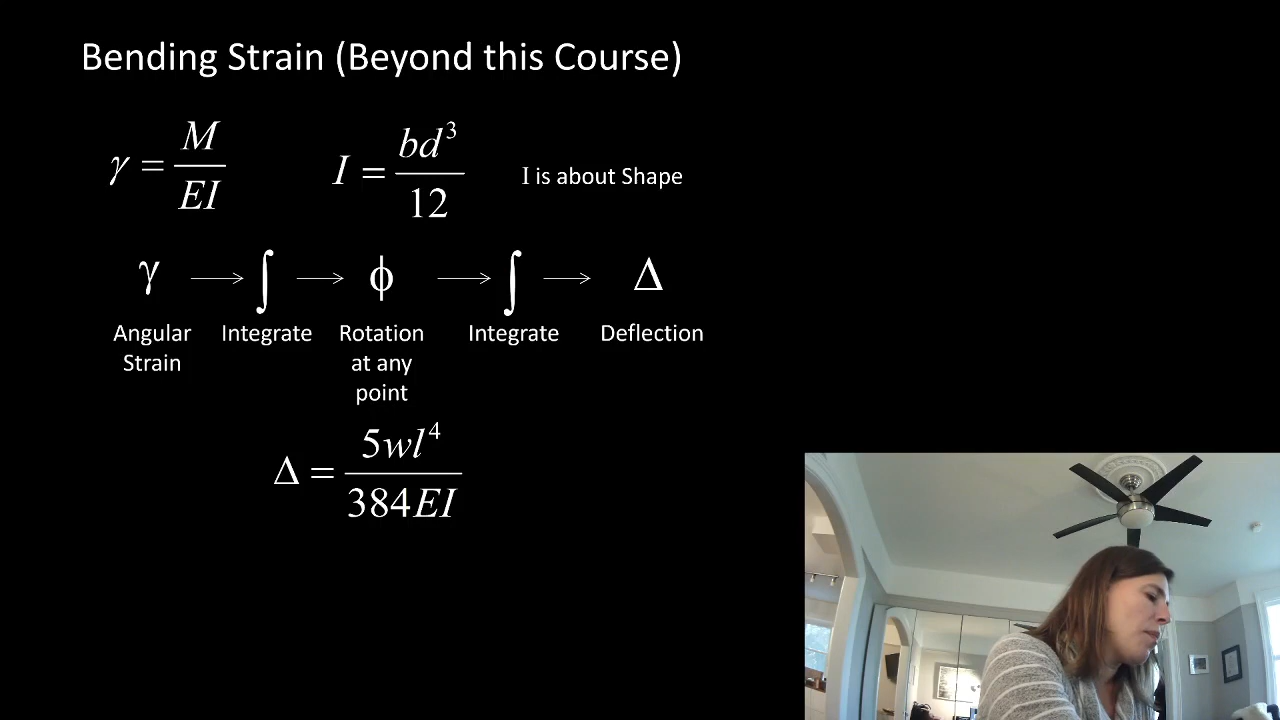 Bending Strain (Beyond this Course)
γ = M / EI
I = bd³ / 12
I is about Shape
γ → ∫ → ϕ → ∫ → Δ
Angular Strain
Integrate
Rotation at any point
Integrate
Deflection
Δ = 5wl⁴ / 384EI